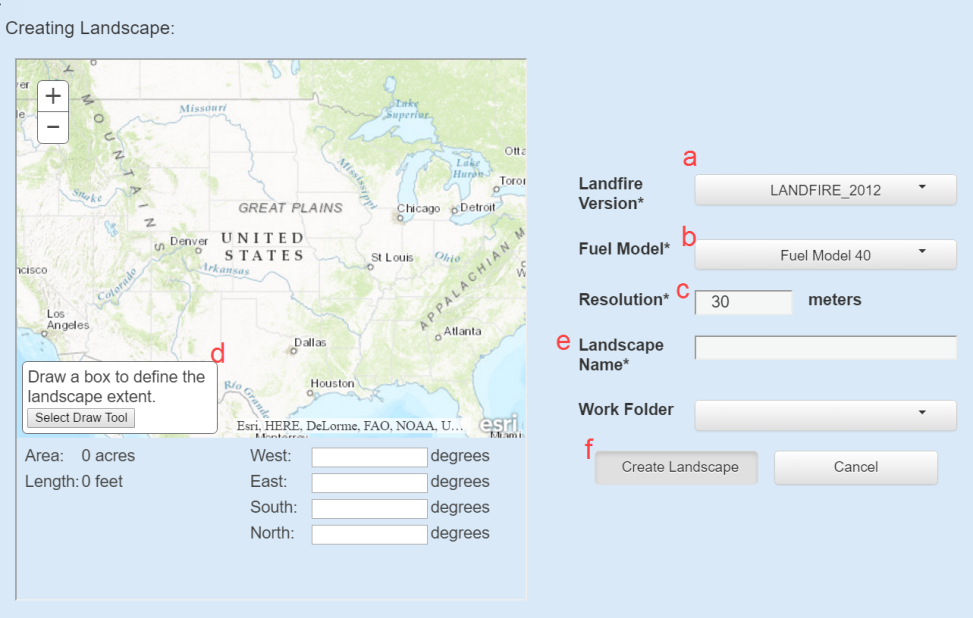 Creating Landscape:
+
−
MOUNTAINS
Missouri
Lake Superior
Mississippi
Lake Huron
Otta
Toror
Snake
GREAT PLAINS
Chicago
Detroit
Denver
UNITED STATES
St Louis
Ohio
Arkansas
Colorado
ncisco
APPALACHIAN M
Los Angeles
Atlanta
Dallas
d
Draw a box to define the
landscape extent.
Select Draw Tool
Rio Grande
Houston
Esri, HERE, DeLorme, FAO, NOAA, U…
esri
Monterrey
Miami
Area: 0 acres
Length: 0 feet
West: degrees
East: degrees
South: degrees
North: degrees
a
Landfire
Version*
LANDFIRE_2012
b
Fuel Model*
Fuel Model 40
c
Resolution* 30 meters
e
Landscape
Name*
Work Folder
f
Create Landscape
Cancel